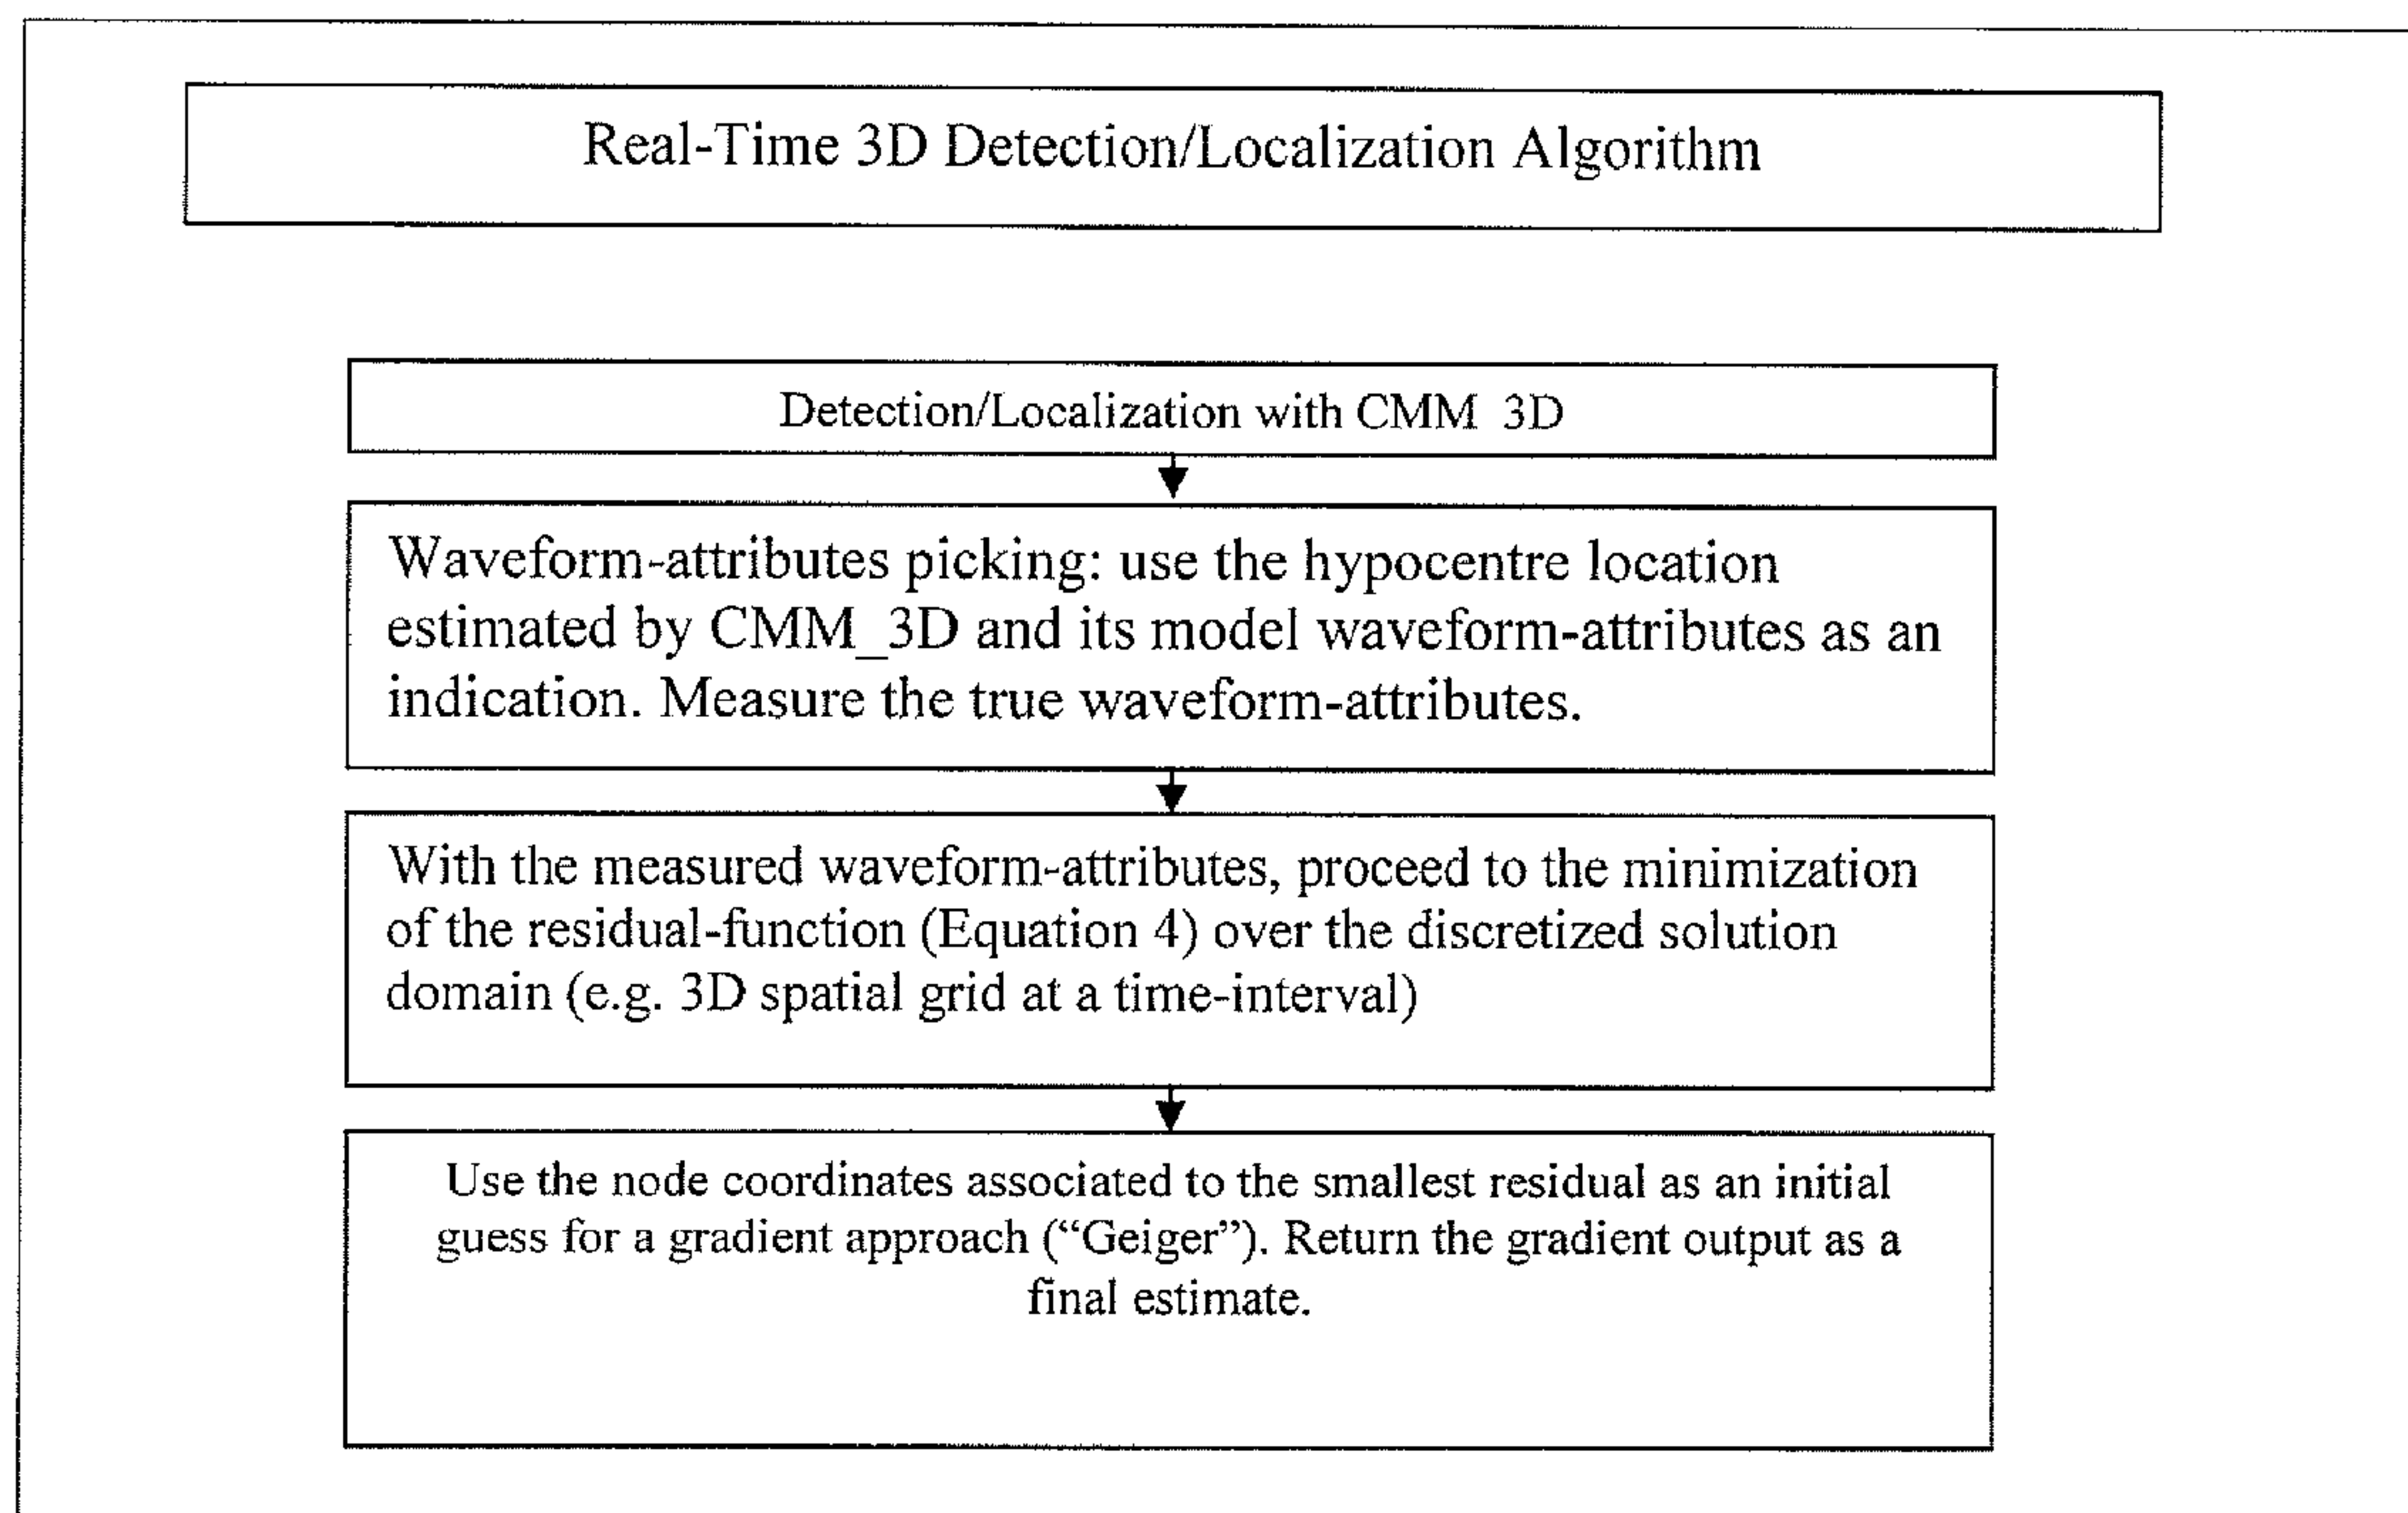 Real-Time 3D Detection/Localization Algorithm
Detection/Localization with CMM 3D
Waveform-attributes picking: use the hypocentre location
estimated by CMM_3D and its model waveform-attributes as an
indication. Measure the true waveform-attributes.
With the measured waveform-attributes, proceed to the minimization
of the residual-function (Equation 4) over the discretized solution
domain (e.g. 3D spatial grid at a time-interval)
Use the node coordinates associated to the smallest residual as an initial
guess for a gradient approach (“Geiger”). Return the gradient output as a
final estimate.